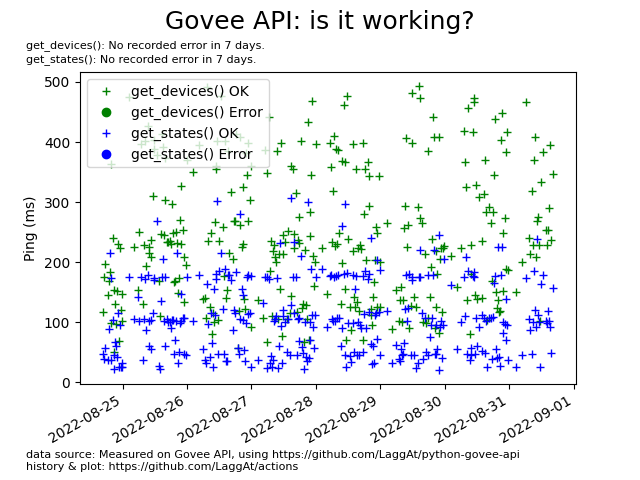 Govee API: is it working?
get_devices(): No recorded error in 7 days.
get_states(): No recorded error in 7 days.
get_devices() OK
get_devices() Error
get_states() OK
get_states() Error
Ping (ms)
500
400
300
200
100
0
2022-08-25
2022-08-26
2022-08-27
2022-08-28
2022-08-29
2022-08-30
2022-08-31
2022-09-01
data source: Measured on Govee API, using https://github.com/LaggAt/python-govee-api
history & plot: https://github.com/LaggAt/actions